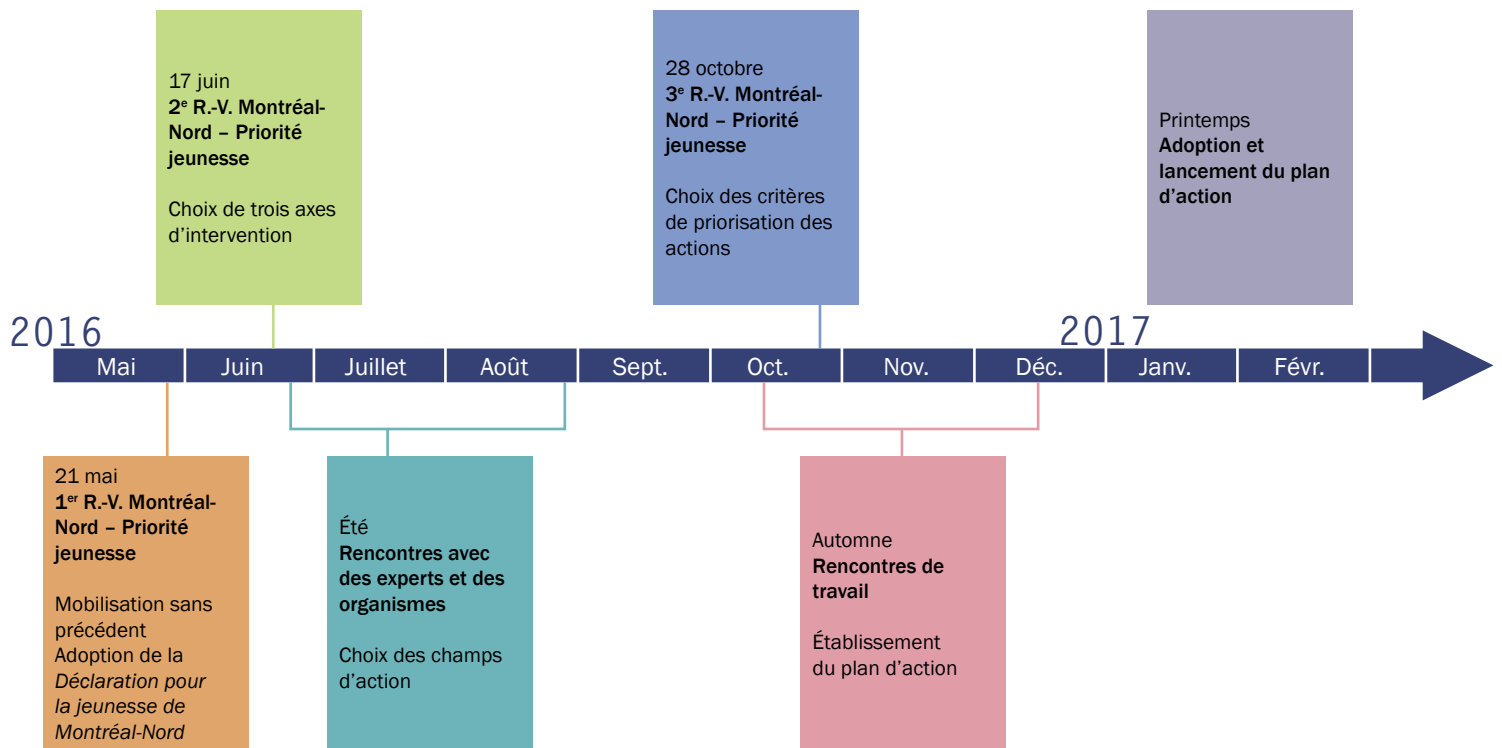 17 juin
2e R.-V. Montréal-
Nord – Priorité
jeunesse
Choix de trois axes
d’intervention
28 octobre
3e R.-V. Montréal-
Nord – Priorité
jeunesse
Choix des critères
de priorisation des
actions
Printemps
Adoption et
lancement du plan
d’action
2016
2017
Mai
Juin
Juillet
Août
Sept.
Oct.
Nov.
Déc.
Janv.
Févr.
21 mai
1er R.-V. Montréal-
Nord – Priorité
jeunesse
Mobilisation sans
précédent
Adoption de la
Déclaration pour
la jeunesse de
Montréal-Nord
Été
Rencontres avec
des experts et des
organismes
Choix des champs
d’action
Automne
Rencontres de
travail
Établissement
du plan d’action